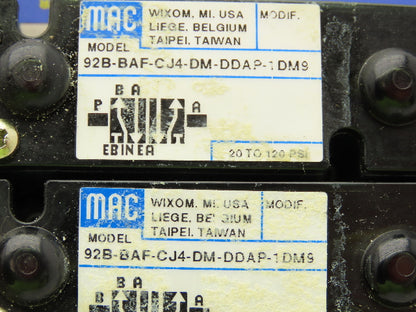 MAC
WIXOM, MI. USA
LIEGE, BELGIUM
TAIPEI, TAIWAN
MODIF.
MODEL
92B-BAF-CJ4-DM-DDAP-1DM9
B A
P A
EB IN EA
20 TO 120 PSI
MAC
WIXOM, MI. USA
LIEGE, BELGIUM
TAIPEI, TAIWAN
MODIF.
MODEL
92B-BAF-CJ4-DM-DDAP-1DM9
B A
A